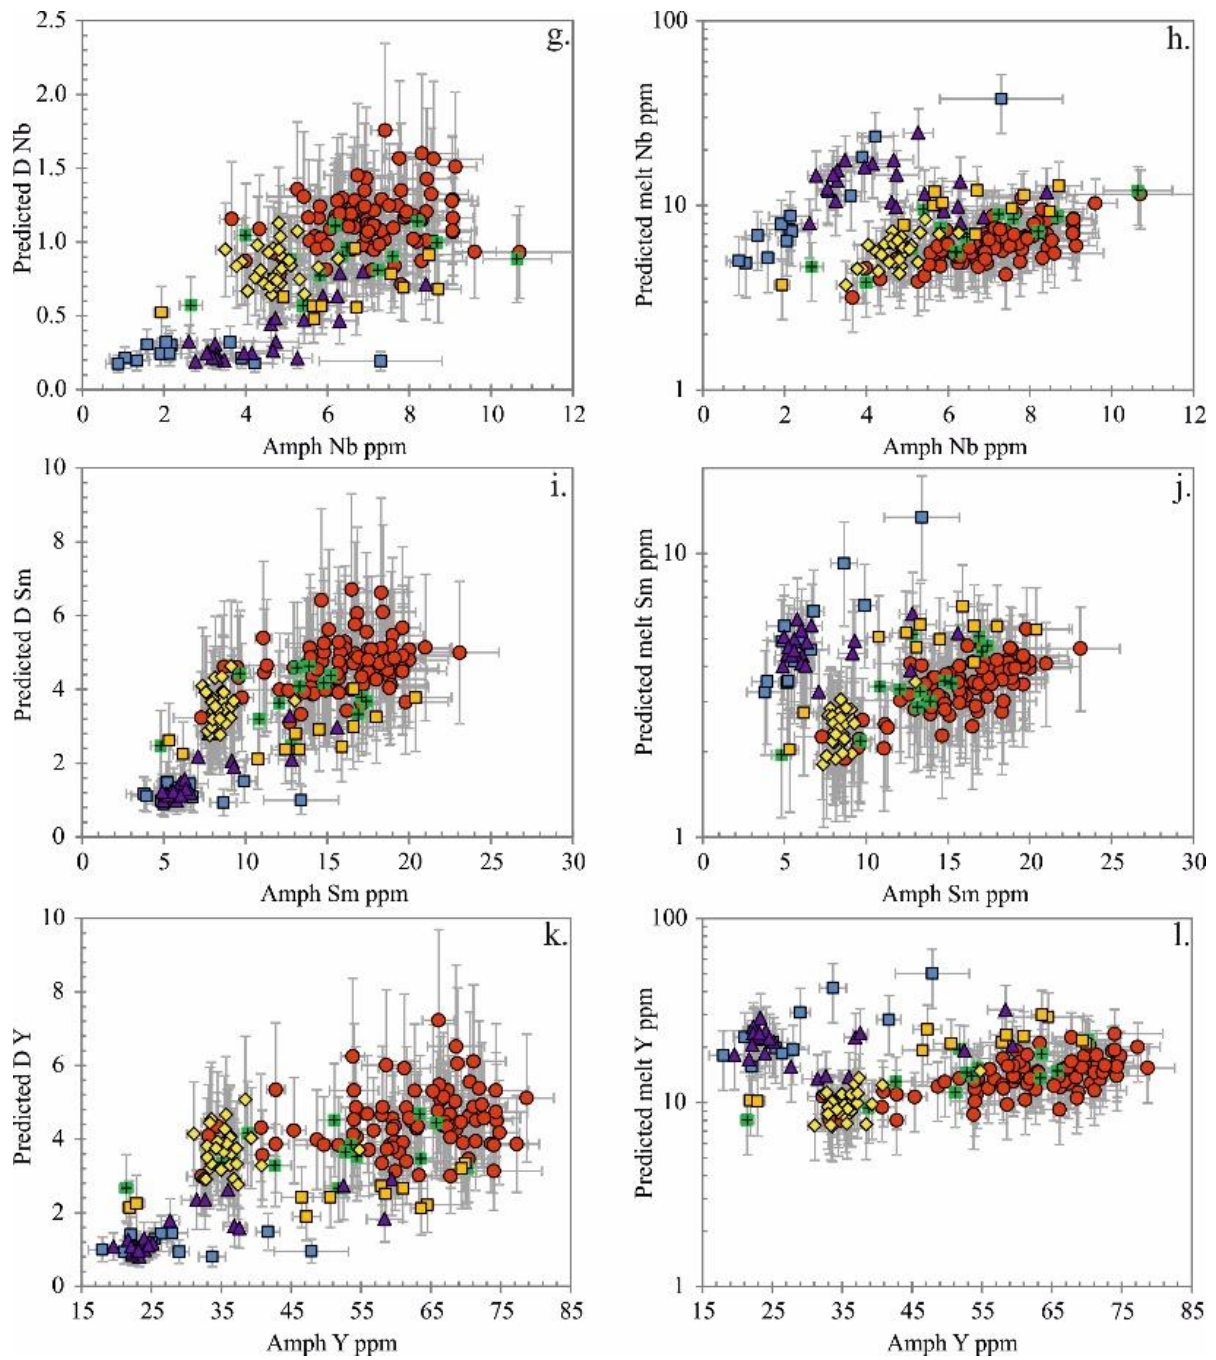 g.
Predicted D Nb
2.5
2.0
1.5
1.0
0.5
0.0
0 2 4 6 8 10 12
Amph Nb ppm
h.
Predicted melt Nb ppm
100
10
1
0 2 4 6 8 10 12
Amph Nb ppm
i.
Predicted D Sm
10
8
6
4
2
0
0 5 10 15 20 25 30
Amph Sm ppm
j.
Predicted melt Sm ppm
10
1
0 5 10 15 20 25 30
Amph Sm ppm
k.
Predicted D Y
10
8
6
4
2
0
15 25 35 45 55 65 75 85
Amph Y ppm
l.
Predicted melt Y ppm
100
10
1
15 25 35 45 55 65 75 85
Amph Y ppm